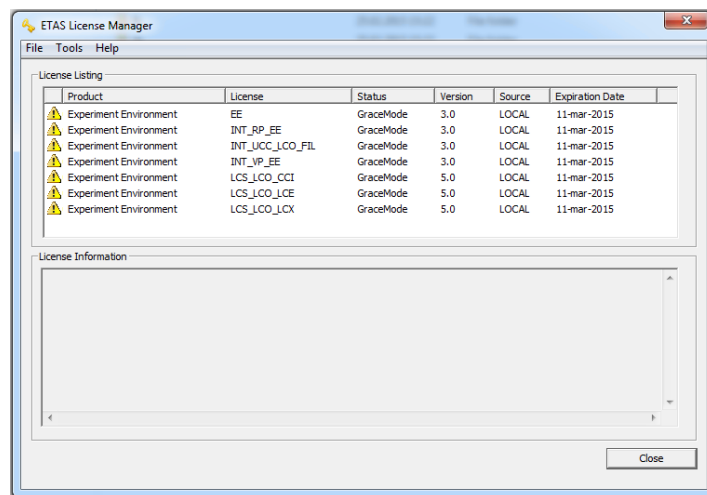 ETAS License Manager
File Tools Help
License Listing
Product License Status Version Source Expiration Date
Experiment Environment EE GraceMode 3.0 LOCAL 11-mar-2015
Experiment Environment INT_RP_EE GraceMode 3.0 LOCAL 11-mar-2015
Experiment Environment INT_UCC_LCO_FIL GraceMode 3.0 LOCAL 11-mar-2015
Experiment Environment INT_VP_EE GraceMode 3.0 LOCAL 11-mar-2015
Experiment Environment LCS_LCO_CCI GraceMode 5.0 LOCAL 11-mar-2015
Experiment Environment LCS_LCO_LCE GraceMode 5.0 LOCAL 11-mar-2015
Experiment Environment LCS_LCO_LCX GraceMode 5.0 LOCAL 11-mar-2015
License Information
Close